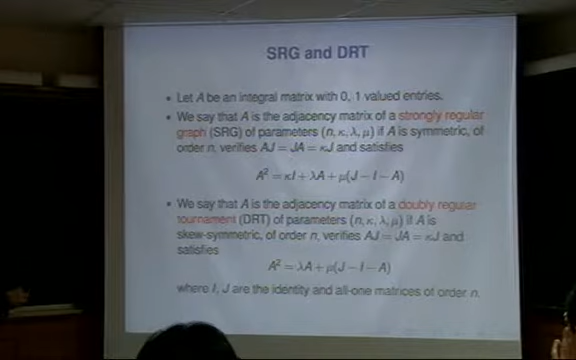 SRG and DRT
• Let A be an integral matrix with 0, 1 valued entries.
• We say that A is the adjacency matrix of a strongly regular
graph (SRG) of parameters (n, κ, λ, μ) if A is symmetric, of
order n, verifies AJ = JA = κJ and satisfies
A² = κI + λA + μ(J − I − A)
• We say that A is the adjacency matrix of a doubly regular
tournament (DRT) of parameters (n, κ, λ, μ) if A is
skew-symmetric, of order n, verifies AJ = JA = κJ and
satisfies
A² = λA + μ(J − I − A)
where I, J are the identity and all-one matrices of order n.